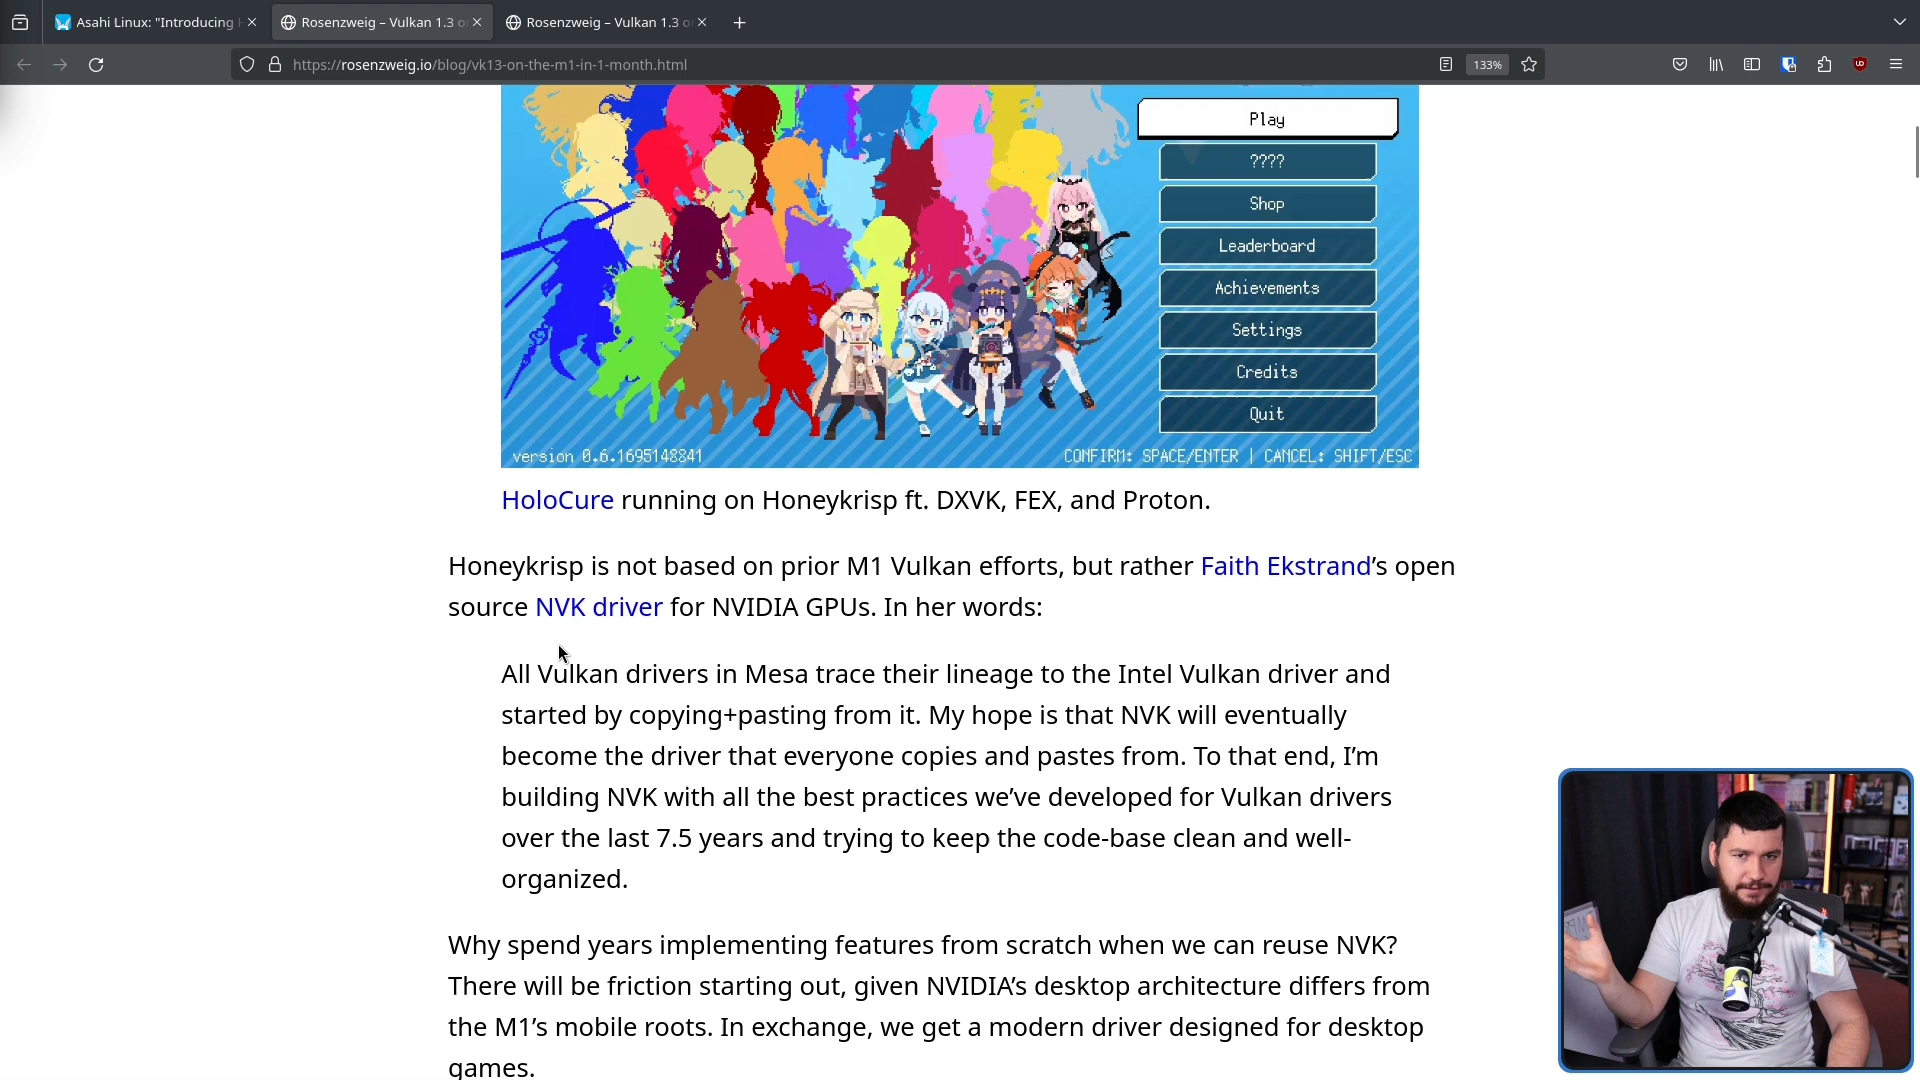 Asahi Linux: "Introducing
Rosenzweig – Vulkan 1.3 o
Rosenzweig – Vulkan 1.3 o
https://rosenzweig.io/blog/vk13-on-the-m1-in-1-month.html
133%
Play
????
Shop
Leaderboard
Achievements
Settings
Credits
Quit
version 0.6.1695148841
CONFIRM: SPACE/ENTER | CANCEL: SHIFT/ESC
HoloCure running on Honeykrisp ft. DXVK, FEX, and Proton.
Honeykrisp is not based on prior M1 Vulkan efforts, but rather Faith Ekstrand’s open
source NVK driver for NVIDIA GPUs. In her words:
All Vulkan drivers in Mesa trace their lineage to the Intel Vulkan driver and
started by copying+pasting from it. My hope is that NVK will eventually
become the driver that everyone copies and pastes from. To that end, I’m
building NVK with all the best practices we’ve developed for Vulkan drivers
over the last 7.5 years and trying to keep the code-base clean and well-
organized.
Why spend years implementing features from scratch when we can reuse NVK?
There will be friction starting out, given NVIDIA’s desktop architecture differs from
the M1’s mobile roots. In exchange, we get a modern driver designed for desktop
games.